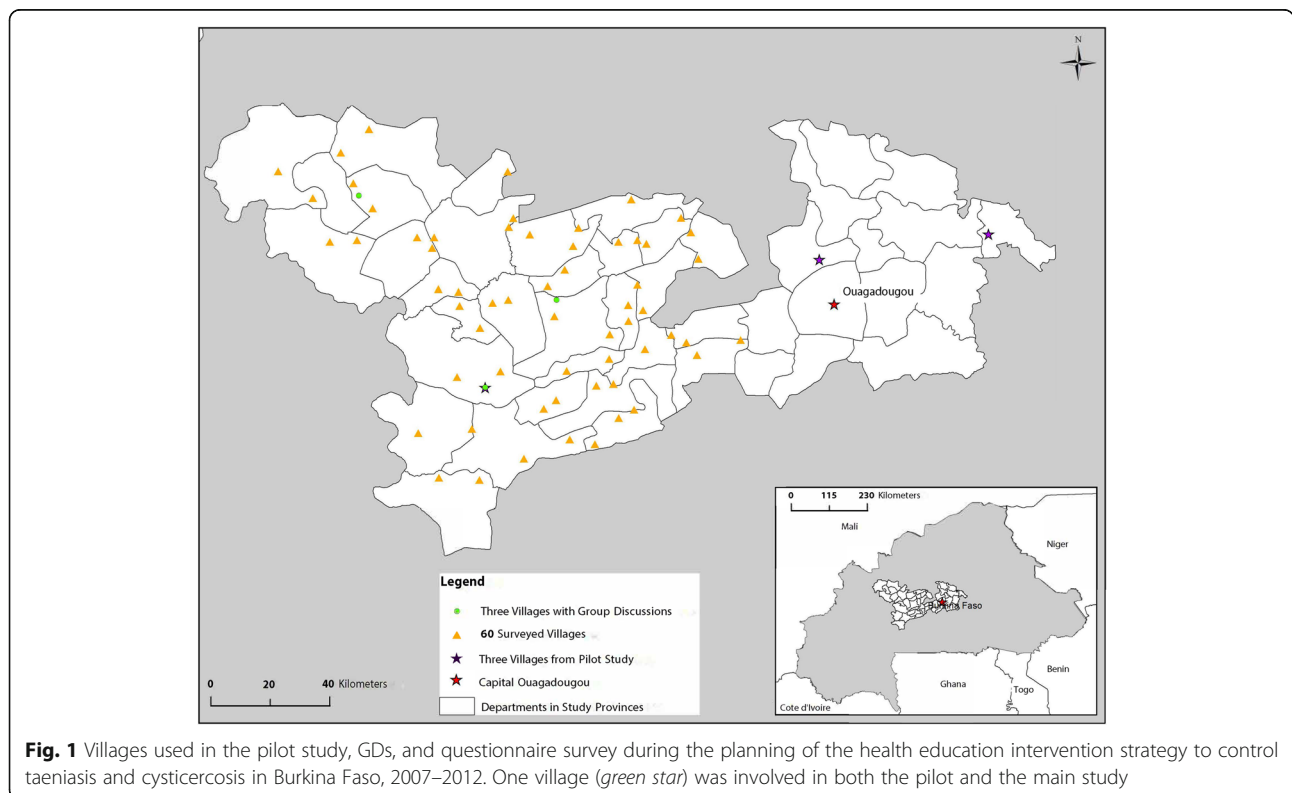 N
Ouagadougou
Legend
Three Villages with Group Discussions
60 Surveyed Villages
Three Villages from Pilot Study
Capital Ouagadougou
Departments in Study Provinces
0 20 40 Kilometers
0 115 230 Kilometers
Mali
Niger
Burkina Faso
Benin
Ghana
Togo
Cote d'Ivoire
Fig. 1 Villages used in the pilot study, GDs, and questionnaire survey during the planning of the health education intervention strategy to control
taeniasis and cysticercosis in Burkina Faso, 2007–2012. One village (green star) was involved in both the pilot and the main study